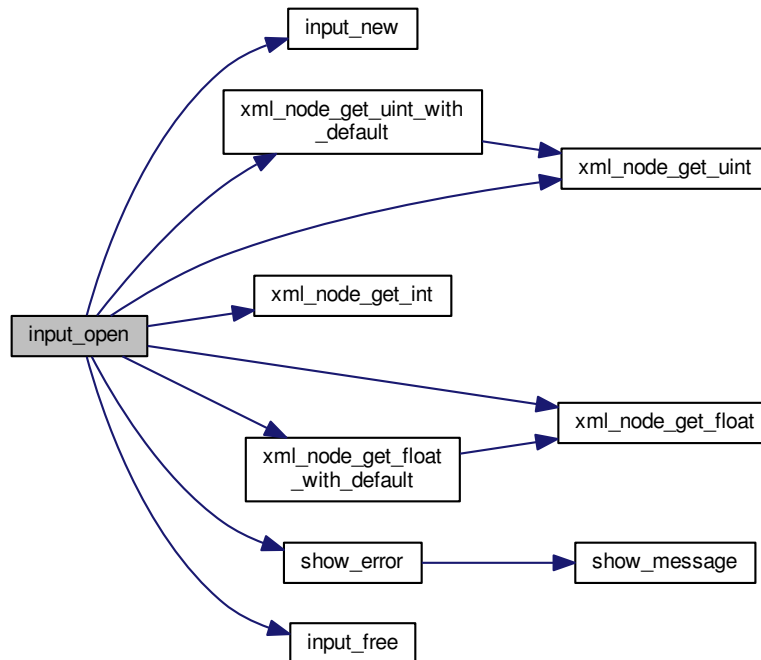 input_new
xml_node_get_uint_with
_default
xml_node_get_uint
xml_node_get_int
input_open
xml_node_get_float
xml_node_get_float
_with_default
show_error
show_message
input_free